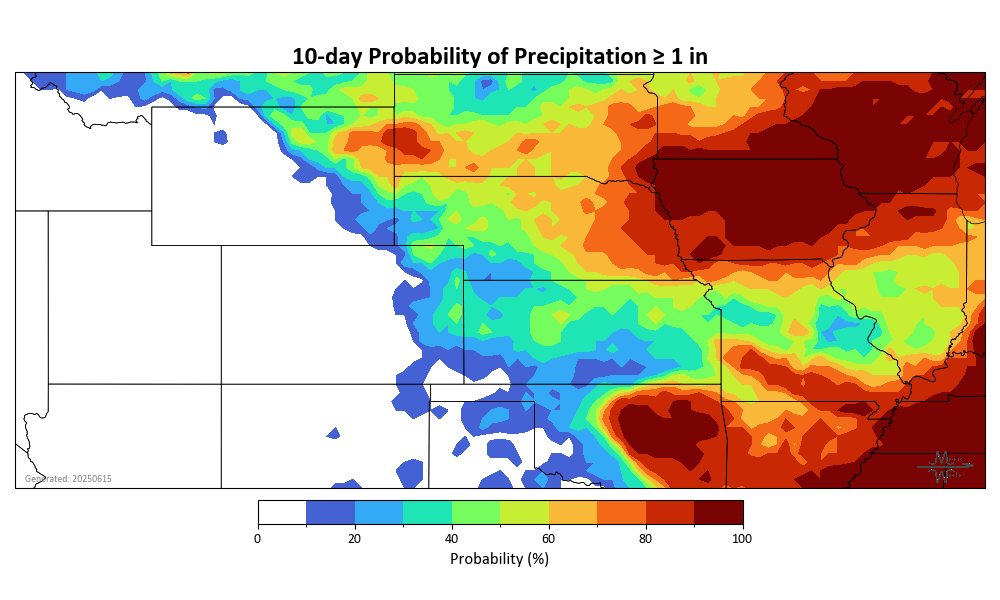 10-day Probability of Precipitation ≥ 1 in
Generated: 20250615
0 20 40 60 80 100
Probability (%)